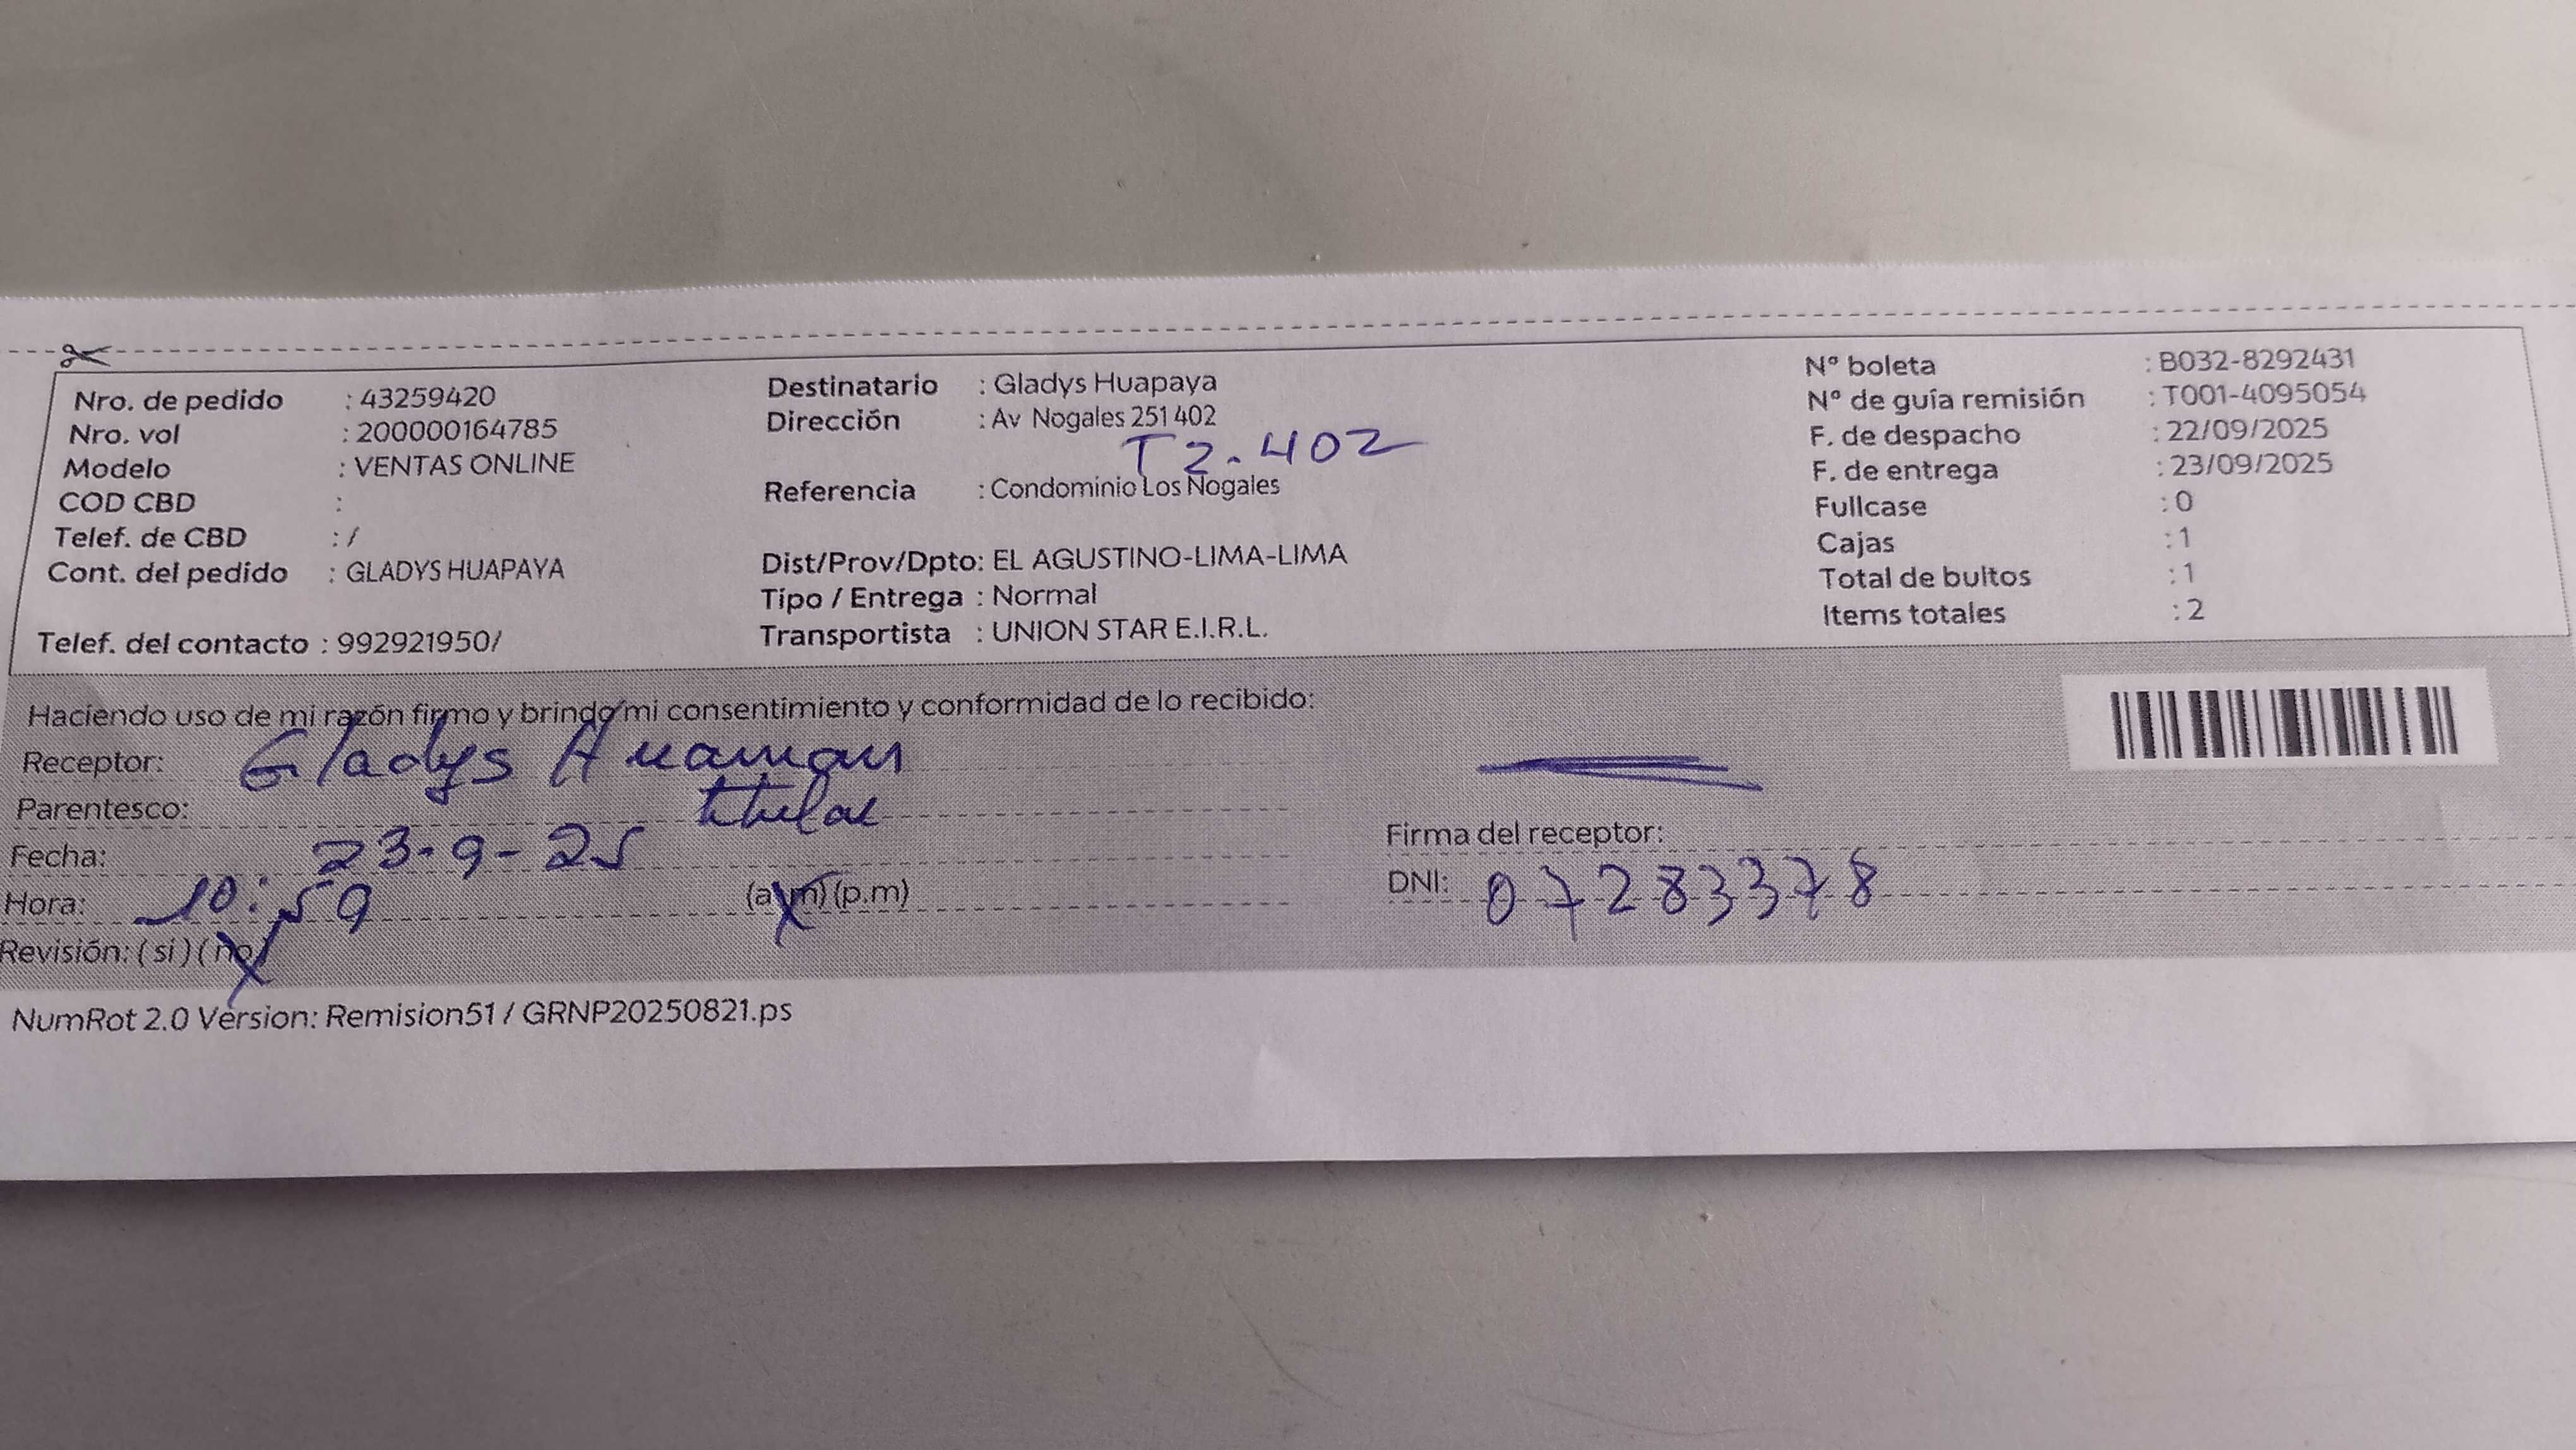 Nro. de pedido : 43259420
Nro. vol : 200000164785
Modelo : VENTAS ONLINE
COD CBD :
Telef. de CBD : /
Cont. del pedido : GLADYS HUAPAYA
Telef. del contacto : 992921950/
Destinatario : Gladys Huapaya
Dirección : Av Nogales 251 402
T2-402
Referencia : Condominio Los Nogales
Dist/Prov/Dpto: EL AGUSTINO-LIMA-LIMA
Tipo / Entrega : Normal
Transportista : UNION STAR E.I.R.L.
N° boleta : B032-8292431
N° de guía remisión : T001-4095054
F. de despacho : 22/09/2025
F. de entrega : 23/09/2025
Fullcase : 0
Cajas : 1
Total de bultos : 1
Items totales : 2
Haciendo uso de mi razón firmo y brindo mi consentimiento y conformidad de lo recibido:
Receptor: Gladys
Parentesco: titular
Fecha: 23-9-25
Hora: 10:59 (a.m) (p.m)
Revisión: ( si ) ( no )
Firma del receptor:
DNI: 07283378
NumRot 2.0 Version: Remision51 / GRNP20250821.ps